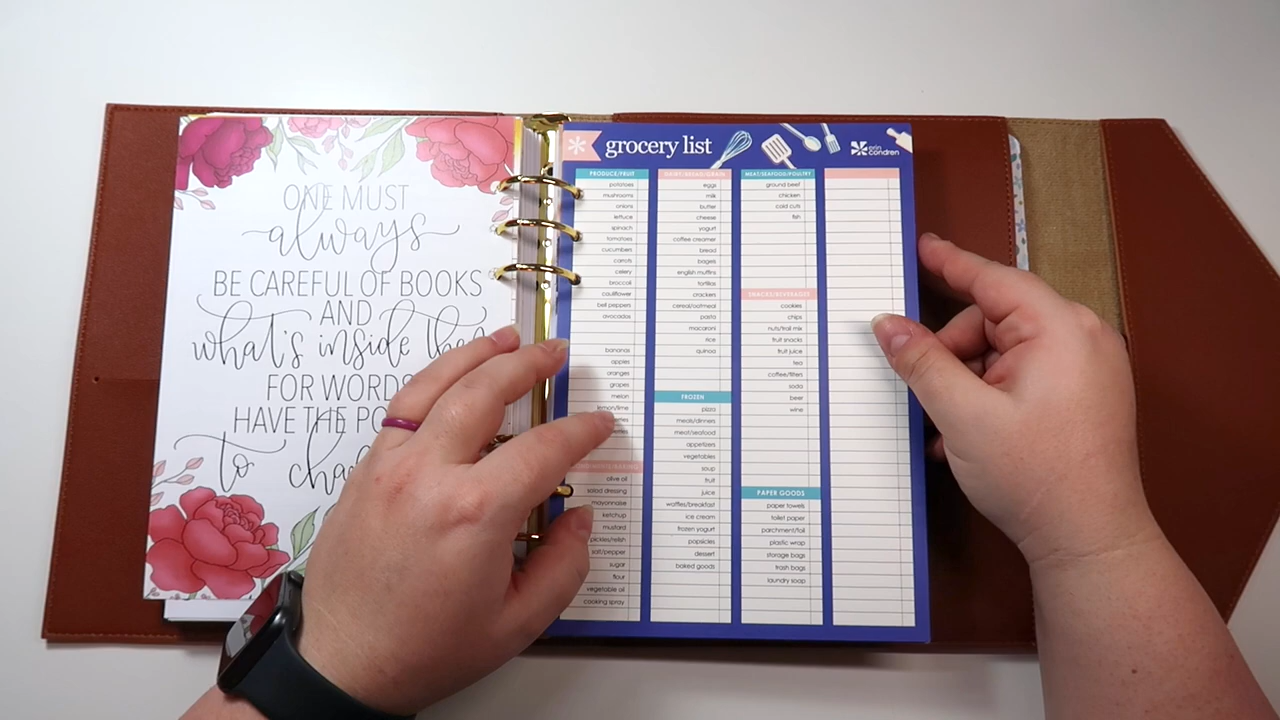 ONE MUST
always
BE CAREFUL OF BOOKS
AND
what's inside
FOR WORDS
HAVE THE
to
grocery list
erin
condren
PRODUCE/FRUIT
potatoes
mushrooms
onions
lettuce
spinach
tomatoes
cucumbers
carrots
celery
broccoli
cauliflower
bell peppers
avocados
bananas
apples
oranges
grapes
melon
lemon/lime
olive oil
salad dressing
mayonnaise
ketchup
mustard
pickles/relish
salt/pepper
sugar
flour
vegetable oil
cooking spray
DAIRY/BREAD/GRAIN
eggs
milk
butter
cheese
yogurt
coffee creamer
bread
bagels
english muffins
tortillas
crackers
cereal/oatmeal
pasta
macaroni
rice
quinoa
FROZEN
pizza
meals/dinners
meat/seafood
appetizers
vegetables
soup
fruit
juice
waffles/breakfast
ice cream
frozen yogurt
popsicles
dessert
baked goods
MEAT/SEAFOOD/POULTRY
ground beef
chicken
cold cuts
fish
SNACKS/BEVERAGES
cookies
chips
nuts/trail mix
fruit snacks
fruit juice
tea
coffee/filters
soda
beer
wine
PAPER GOODS
paper towels
toilet paper
parchment/foil
plastic wrap
storage bags
trash bags
laundry soap